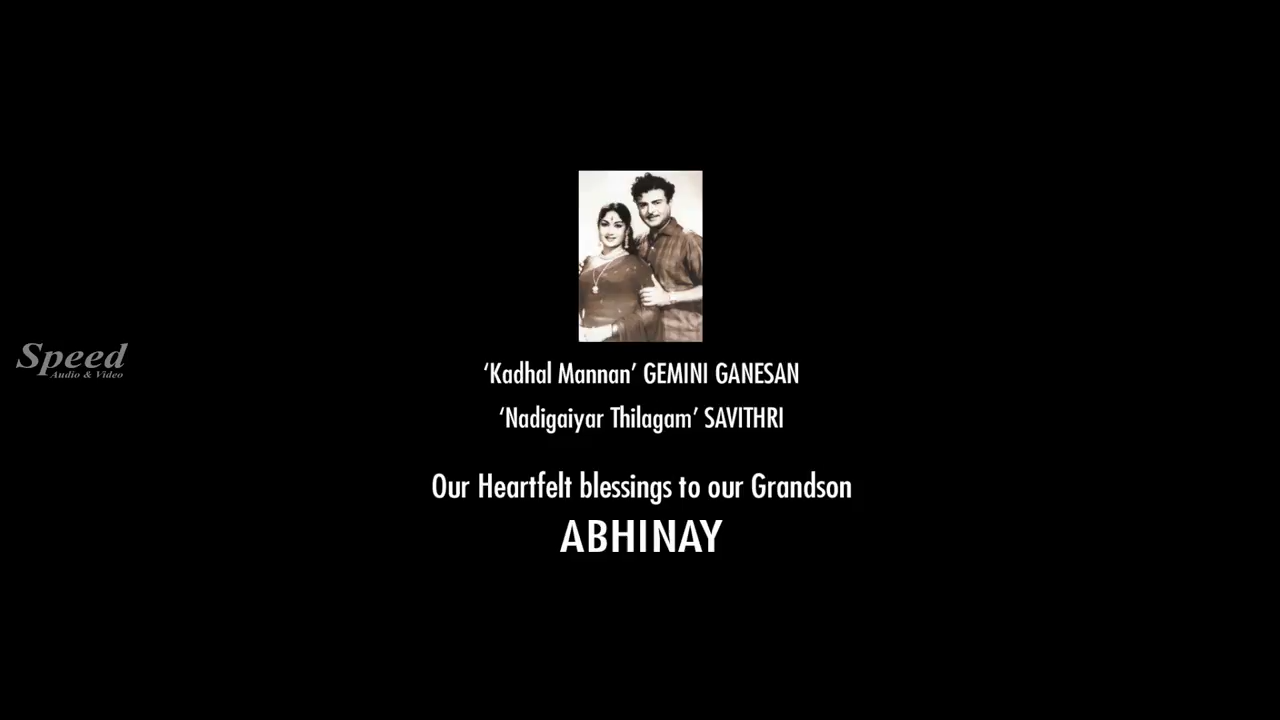 Speed
Audio & Video
‘Kadhal Mannan’ GEMINI GANESAN
‘Nadigaiyar Thilagam’ SAVITHRI
Our Heartfelt blessings to our Grandson
ABHINAY